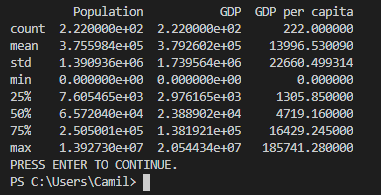 Population GDP GDP per capita
count 2.220000e+02 2.220000e+02 222.000000
mean 3.755984e+05 3.792602e+05 13996.530090
std 1.390936e+06 1.739564e+06 22660.499314
min 0.000000e+00 0.000000e+00 0.000000
25% 7.605465e+03 2.976165e+03 1305.850000
50% 6.572040e+04 2.388902e+04 4719.160000
75% 2.505001e+05 1.381921e+05 16429.245000
max 1.392730e+07 2.054434e+07 185741.280000
PRESS ENTER TO CONTINUE.
PS C:\Users\Camil>